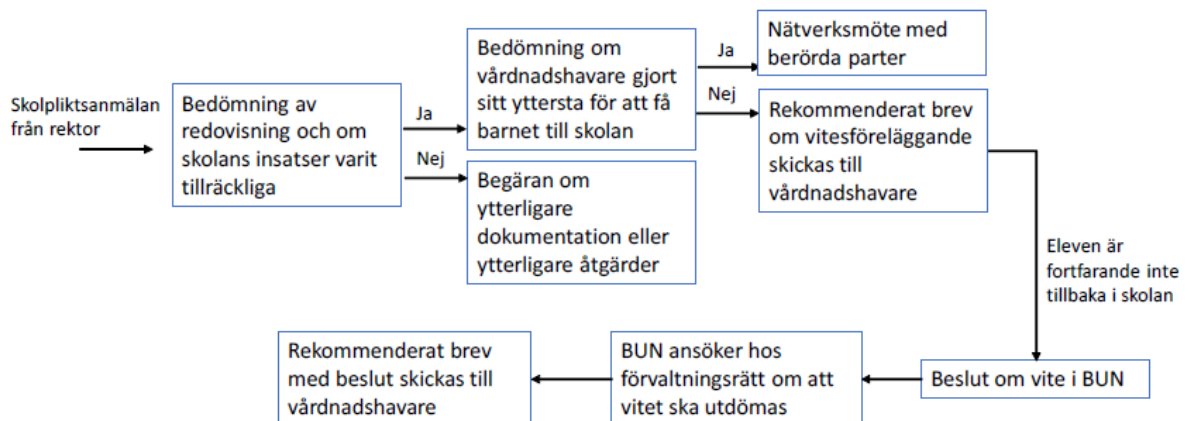 Skolpliktsanmälan
från rektor
Bedömning av
redovisning och om
skolans insatser varit
tillräckliga
Ja
Nej
Bedömning om
vårdnadshavare gjort
sitt yttersta för att få
barnet till skolan
Begäran om
ytterligare
dokumentation eller
ytterligare åtgärder
Ja
Nej
Nätverksmöte med
berörda parter
Rekommenderat brev
om vitesföreläggande
skickas till
vårdnadshavare
Eleven är
fortfarande inte
tillbaka i skolan
Beslut om vite i BUN
BUN ansöker hos
förvaltningsrätt om att
vitet ska utdömas
Rekommenderat brev
med beslut skickas till
vårdnadshavare